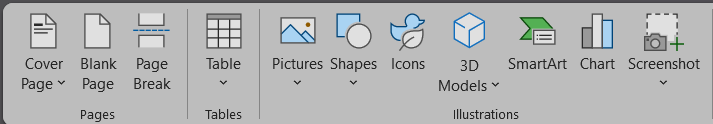 Cover Page
Blank Page
Page Break
Table
Pictures
Shapes
Icons
3D Models
SmartArt
Chart
Screenshot
Pages
Tables
Illustrations